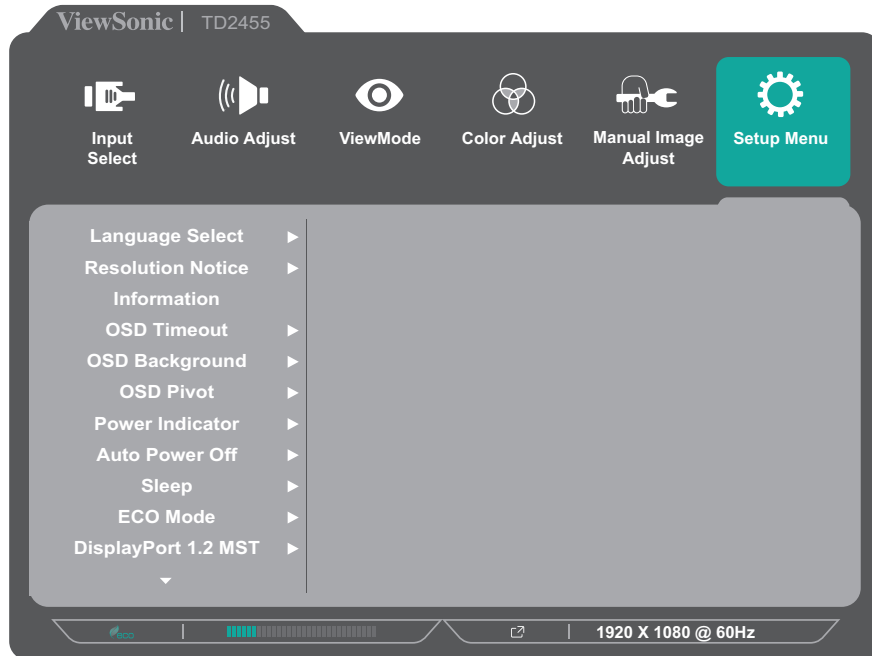 ViewSonic | TD2455
Input
Select
Audio Adjust
ViewMode
Color Adjust
Manual Image
Adjust
Setup Menu
Language Select
Resolution Notice
Information
OSD Timeout
OSD Background
OSD Pivot
Power Indicator
Auto Power Off
Sleep
ECO Mode
DisplayPort 1.2 MST
eco
1920 X 1080 @ 60Hz